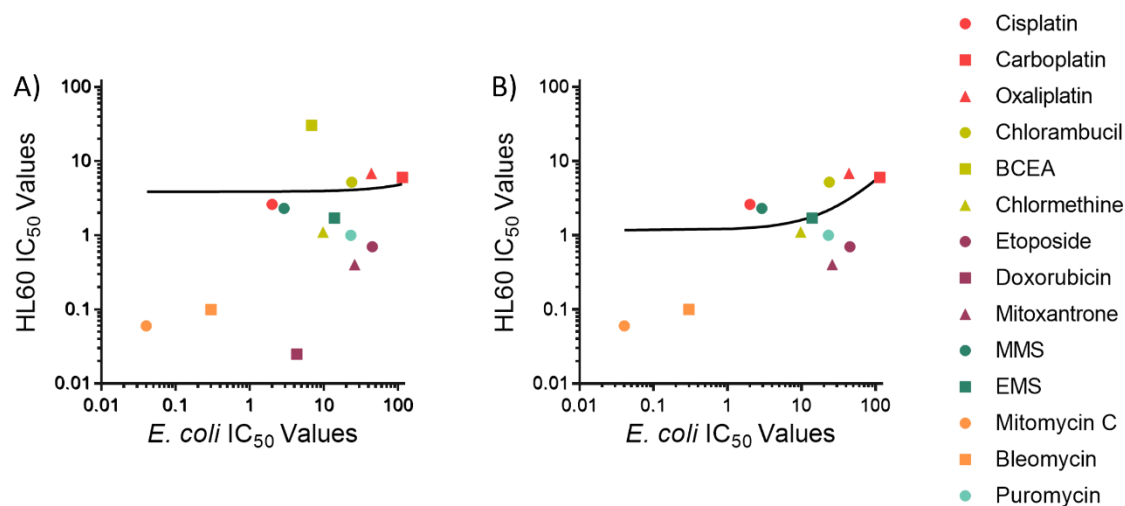 A)
HL60 IC50 Values
100
10
1
0.1
0.01
0.01 0.1 1 10 100
E. coli IC50 Values
B)
HL60 IC50 Values
100
10
1
0.1
0.01
0.01 0.1 1 10 100
E. coli IC50 Values
Cisplatin
Carboplatin
Oxaliplatin
Chlorambucil
BCEA
Chlormethine
Etoposide
Doxorubicin
Mitoxantrone
MMS
EMS
Mitomycin C
Bleomycin
Puromycin